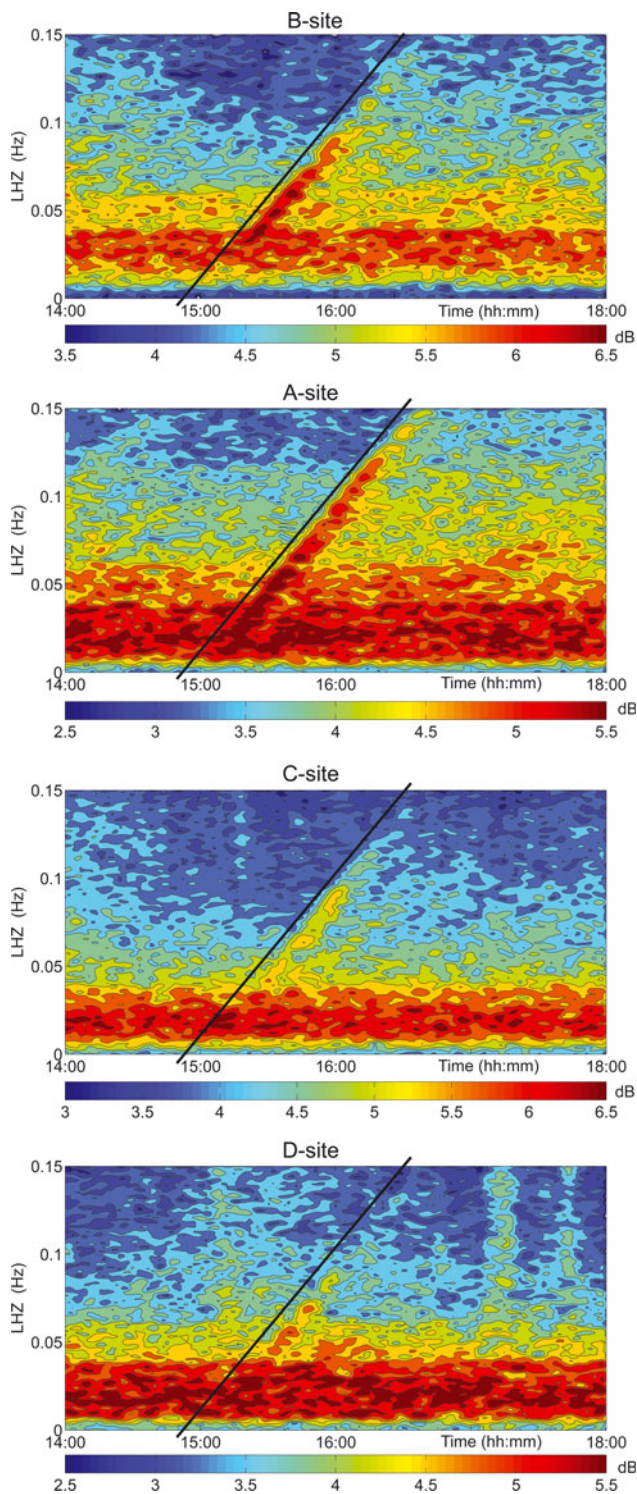 B-site
0.15
0.1
0.05
0
LHZ (Hz)
14:00 15:00 16:00 Time (hh:mm) 18:00
dB
3.5 4 4.5 5 5.5 6 6.5
A-site
0.15
0.1
0.05
0
LHZ (Hz)
14:00 15:00 16:00 Time (hh:mm) 18:00
dB
2.5 3 3.5 4 4.5 5 5.5
C-site
0.15
0.1
0.05
0
LHZ (Hz)
14:00 15:00 16:00 Time (hh:mm) 18:00
dB
3 3.5 4 4.5 5 5.5 6 6.5
D-site
0.15
0.1
0.05
0
LHZ (Hz)
14:00 15:00 16:00 Time (hh:mm) 18:00
dB
2.5 3 3.5 4 4.5 5 5.5